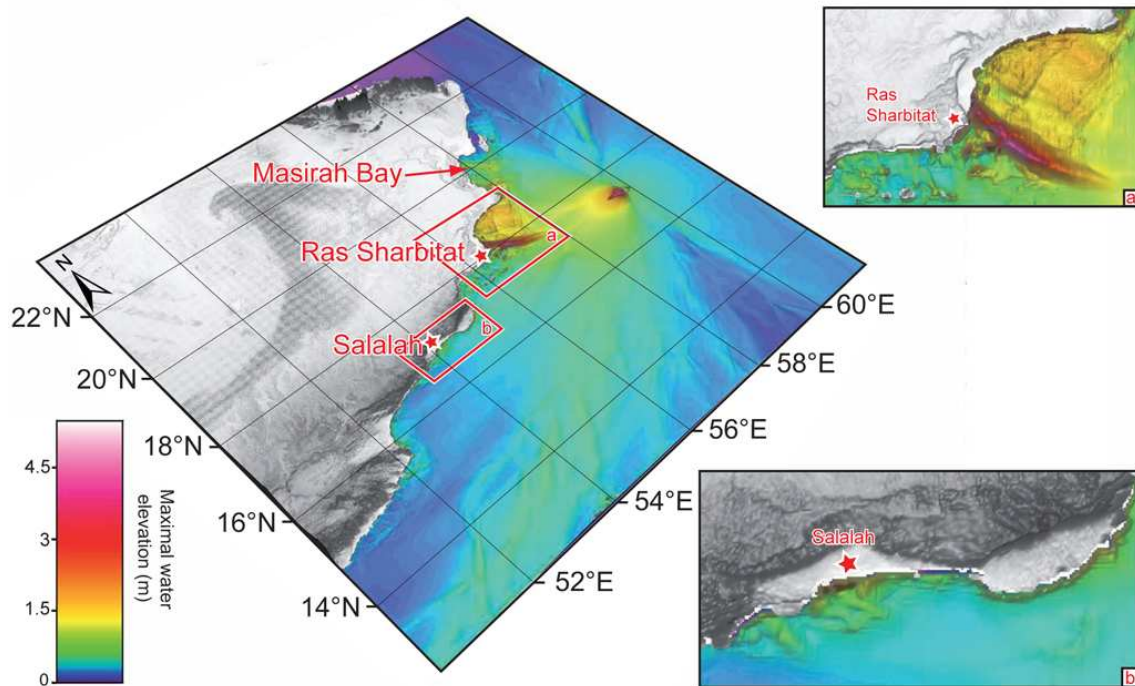 Masirah Bay
Ras Sharbitat
Salalah
a
b
N
22°N
20°N
18°N
16°N
14°N
60°E
58°E
56°E
54°E
52°E
4.5
3
1.5
0
Maximal water
elevation (m)
Ras
Sharbitat
a
Salalah
b